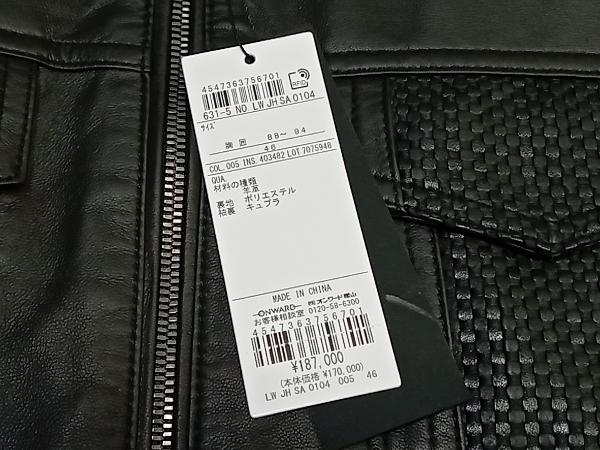 4547363756701
RFID
631-5 NO LW JH SA 0104
サイズ
胸囲 88～ 94
46
COL.005 INS.403482 LOT 7075948
QUA.
材料の種類
羊革
裏地 ポリエステル
袖裏 キュプラ
MADE IN CHINA
ONWARD ㈱オンワード樫山
お客様相談室 0120-58-6300
4547363756701
¥187,000
(本体価格 ¥170,000)
LW JH SA 0104 005 46